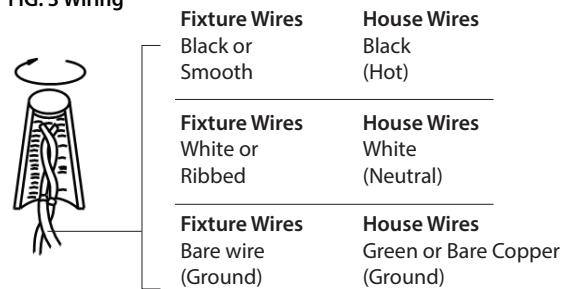 FIG. 3 Wiring
Fixture Wires House Wires
Black or Black
Smooth (Hot)
Fixture Wires House Wires
White or White
Ribbed (Neutral)
Fixture Wires House Wires
Bare wire Green or Bare Copper
(Ground) (Ground)